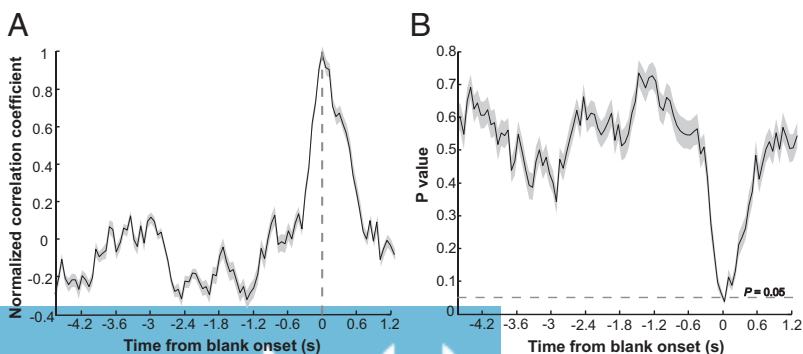 A
Normalized correlation coefficient
1
0.8
0.6
0.4
0.2
0
-0.2
-0.4
-4.2 -3.6 -3 -2.4 -1.8 -1.2 -0.6 0 0.6 1.2
Time from blank onset (s)
B
P value
0.8
0.7
0.6
0.5
0.4
0.3
0.2
0.1
0
P = 0.05
-4.2 -3.6 -3 -2.4 -1.8 -1.2 -0.6 0 0.6 1.2
Time from blank onset (s)